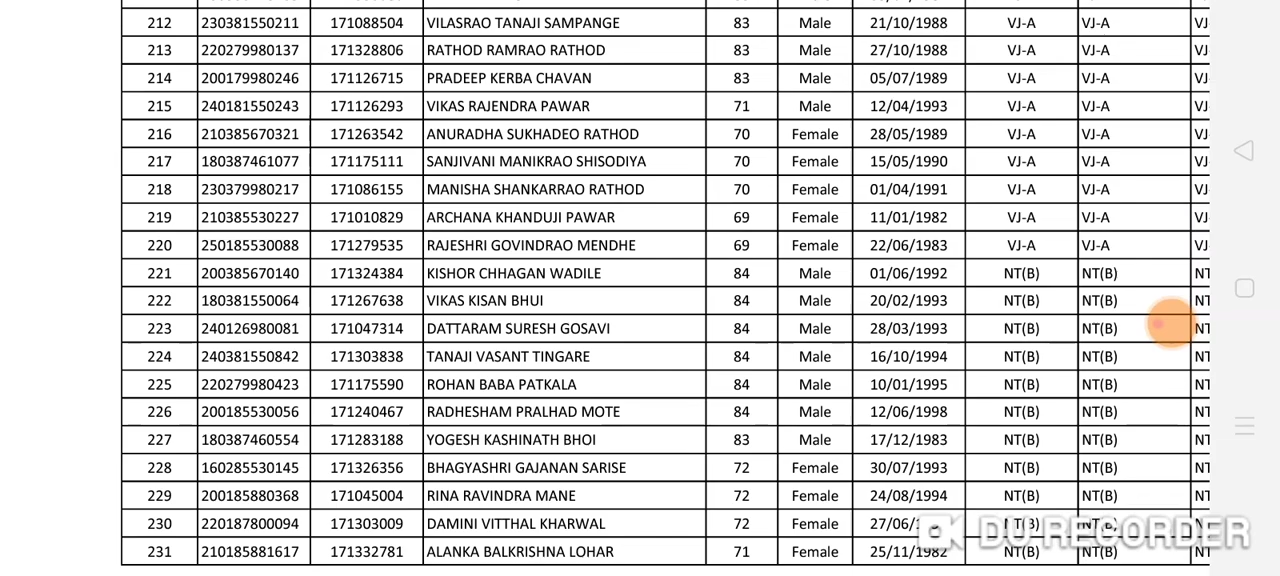 212 230381550211 171088504 VILASRAO TANAJI SAMPANGE 83 Male 21/10/1988 VJ-A VJ-A VJ
213 220279980137 171328806 RATHOD RAMRAO RATHOD 83 Male 27/10/1988 VJ-A VJ-A VJ
214 200179980246 171126715 PRADEEP KERBA CHAVAN 83 Male 05/07/1989 VJ-A VJ-A VJ
215 240181550243 171126293 VIKAS RAJENDRA PAWAR 71 Male 12/04/1993 VJ-A VJ-A VJ
216 210385670321 171263542 ANURADHA SUKHADEO RATHOD 70 Female 28/05/1989 VJ-A VJ-A VJ
217 180387461077 171175111 SANJIVANI MANIKRAO SHISODIYA 70 Female 15/05/1990 VJ-A VJ-A VJ
218 230379980217 171086155 MANISHA SHANKARRAO RATHOD 70 Female 01/04/1991 VJ-A VJ-A VJ
219 210385530227 171010829 ARCHANA KHANDUJI PAWAR 69 Female 11/01/1982 VJ-A VJ-A VJ
220 250185530088 171279535 RAJESHRI GOVINDRAO MENDHE 69 Female 22/06/1983 VJ-A VJ-A VJ
221 200385670140 171324384 KISHOR CHHAGAN WADILE 84 Male 01/06/1992 NT(B) NT(B) NT
222 180381550064 171267638 VIKAS KISAN BHUI 84 Male 20/02/1993 NT(B) NT(B) NT
223 240126980081 171047314 DATTARAM SURESH GOSAVI 84 Male 28/03/1993 NT(B) NT(B) NT
224 240381550842 171303838 TANAJI VASANT TINGARE 84 Male 16/10/1994 NT(B) NT(B) NT
225 220279980423 171175590 ROHAN BABA PATKALA 84 Male 10/01/1995 NT(B) NT(B) NT
226 200185530056 171240467 RADHESHAM PRALHAD MOTE 84 Male 12/06/1998 NT(B) NT(B) NT
227 180387460554 171283188 YOGESH KASHINATH BHOI 83 Male 17/12/1983 NT(B) NT(B) NT
228 160285530145 171326356 BHAGYASHRI GAJANAN SARISE 72 Female 30/07/1993 NT(B) NT(B) NT
229 200185880368 171045004 RINA RAVINDRA MANE 72 Female 24/08/1994 NT(B) NT(B) NT
230 220187800094 171303009 DAMINI VITTHAL KHARWAL 72 Female NT(B) NT(B)
DU RECORDER
231 210185881617 171332781 ALANKA BALKRISHNA LOHAR 71 Female 25/11/1982 NT(B) NT(B) NT